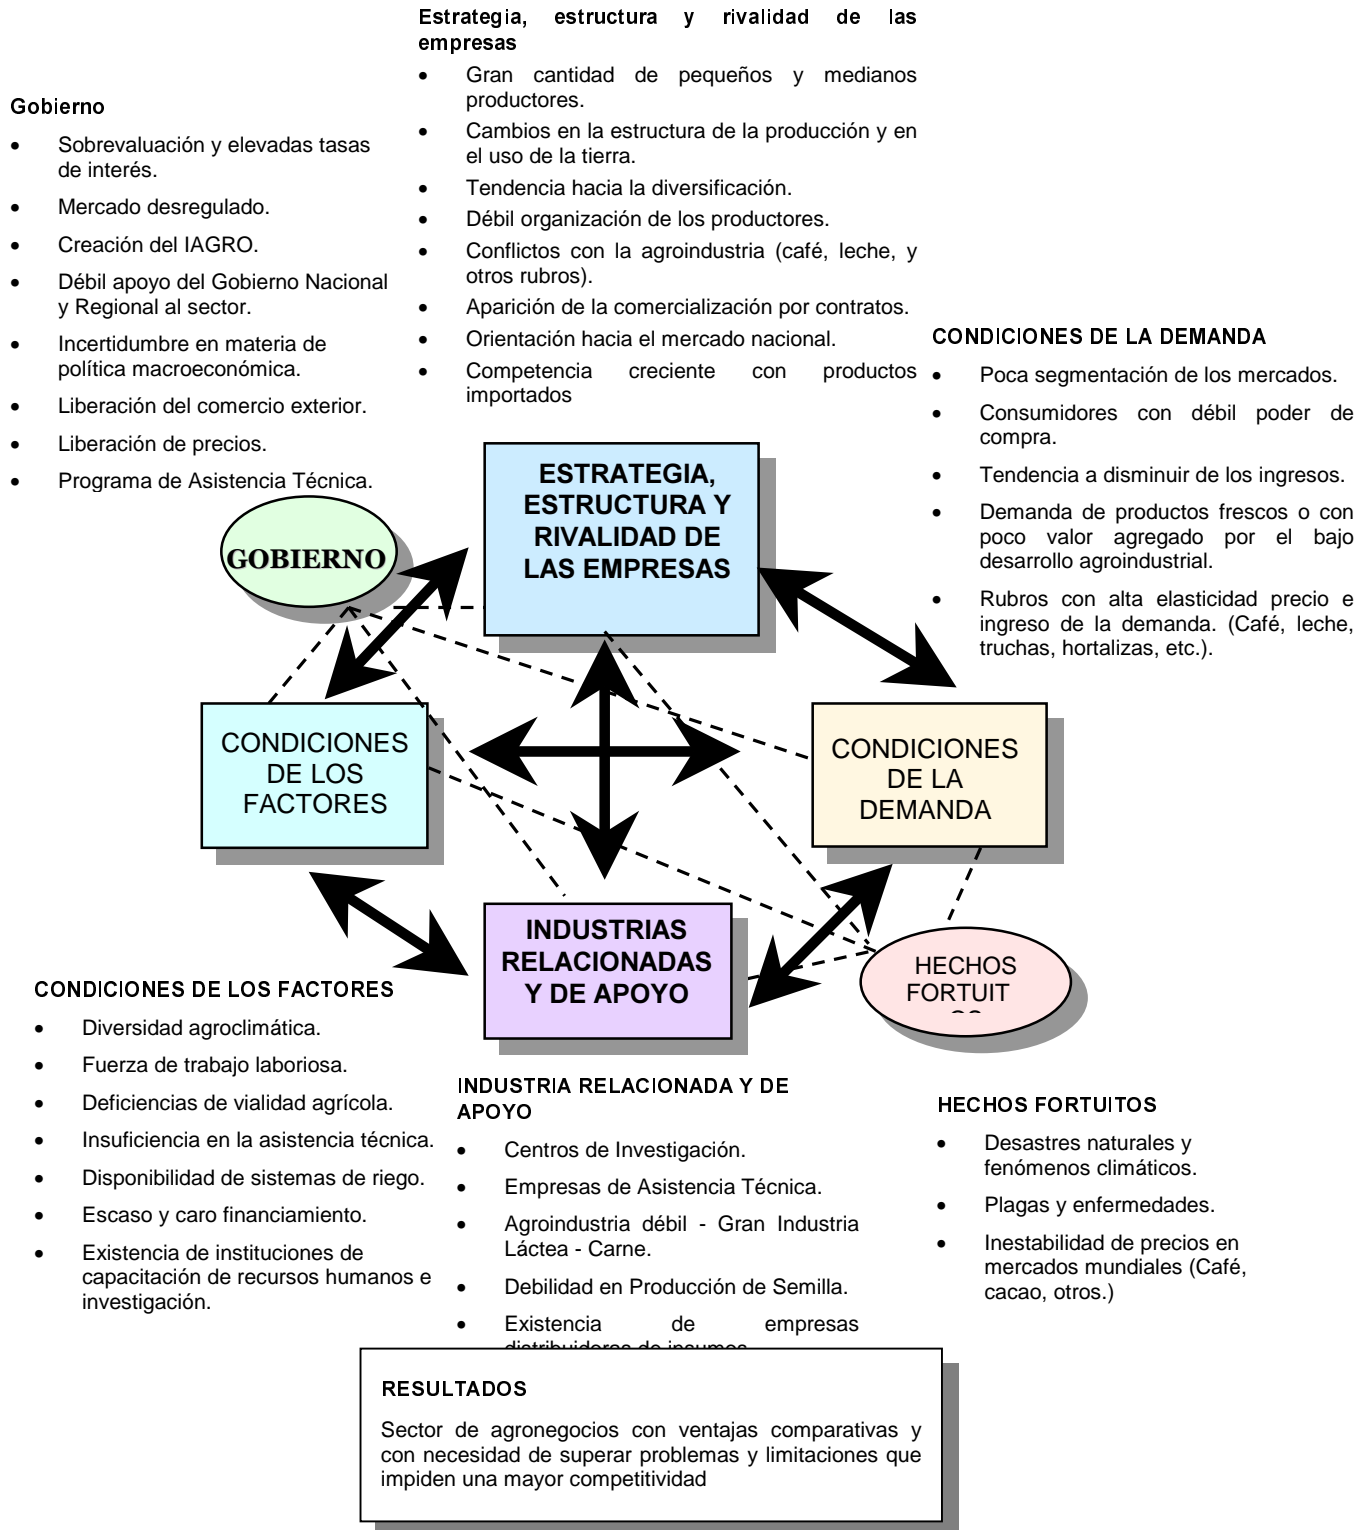 Estrategia, estructura y rivalidad de las
empresas
• Gran cantidad de pequeños y medianos
productores.
• Cambios en la estructura de la producción y en
el uso de la tierra.
• Tendencia hacia la diversificación.
• Débil organización de los productores.
• Conflictos con la agroindustria (café, leche, y
otros rubros).
• Aparición de la comercialización por contratos.
• Orientación hacia el mercado nacional.
• Competencia creciente con productos
importados
Gobierno
• Sobrevaluación y elevadas tasas
de interés.
• Mercado desregulado.
• Creación del IAGRO.
• Débil apoyo del Gobierno Nacional
y Regional al sector.
• Incertidumbre en materia de
política macroeconómica.
• Liberación del comercio exterior.
• Liberación de precios.
• Programa de Asistencia Técnica.
CONDICIONES DE LA DEMANDA
• Poca segmentación de los mercados.
• Consumidores con débil poder de
compra.
• Tendencia a disminuir de los ingresos.
• Demanda de productos frescos o con
poco valor agregado por el bajo
desarrollo agroindustrial.
• Rubros con alta elasticidad precio e
ingreso de la demanda. (Café, leche,
truchas, hortalizas, etc.).
ESTRATEGIA,
ESTRUCTURA Y
RIVALIDAD DE
LAS EMPRESAS
GOBIERNO
CONDICIONES
DE LOS
FACTORES
CONDICIONES
DE LA
DEMANDA
INDUSTRIAS
RELACIONADAS
Y DE APOYO
HECHOS
FORTUIT
OS
CONDICIONES DE LOS FACTORES
• Diversidad agroclimática.
• Fuerza de trabajo laboriosa.
• Deficiencias de vialidad agrícola.
• Insuficiencia en la asistencia técnica.
• Disponibilidad de sistemas de riego.
• Escaso y caro financiamiento.
• Existencia de instituciones de
capacitación de recursos humanos e
investigación.
INDUSTRIA RELACIONADA Y DE
APOYO
• Centros de Investigación.
• Empresas de Asistencia Técnica.
• Agroindustria débil - Gran Industria
Láctea - Carne.
• Debilidad en Producción de Semilla.
• Existencia de empresas
distribuidoras de insumos
HECHOS FORTUITOS
• Desastres naturales y
fenómenos climáticos.
• Plagas y enfermedades.
• Inestabilidad de precios en
mercados mundiales (Café,
cacao, otros.)
RESULTADOS
Sector de agronegocios con ventajas comparativas y
con necesidad de superar problemas y limitaciones que
impiden una mayor competitividad